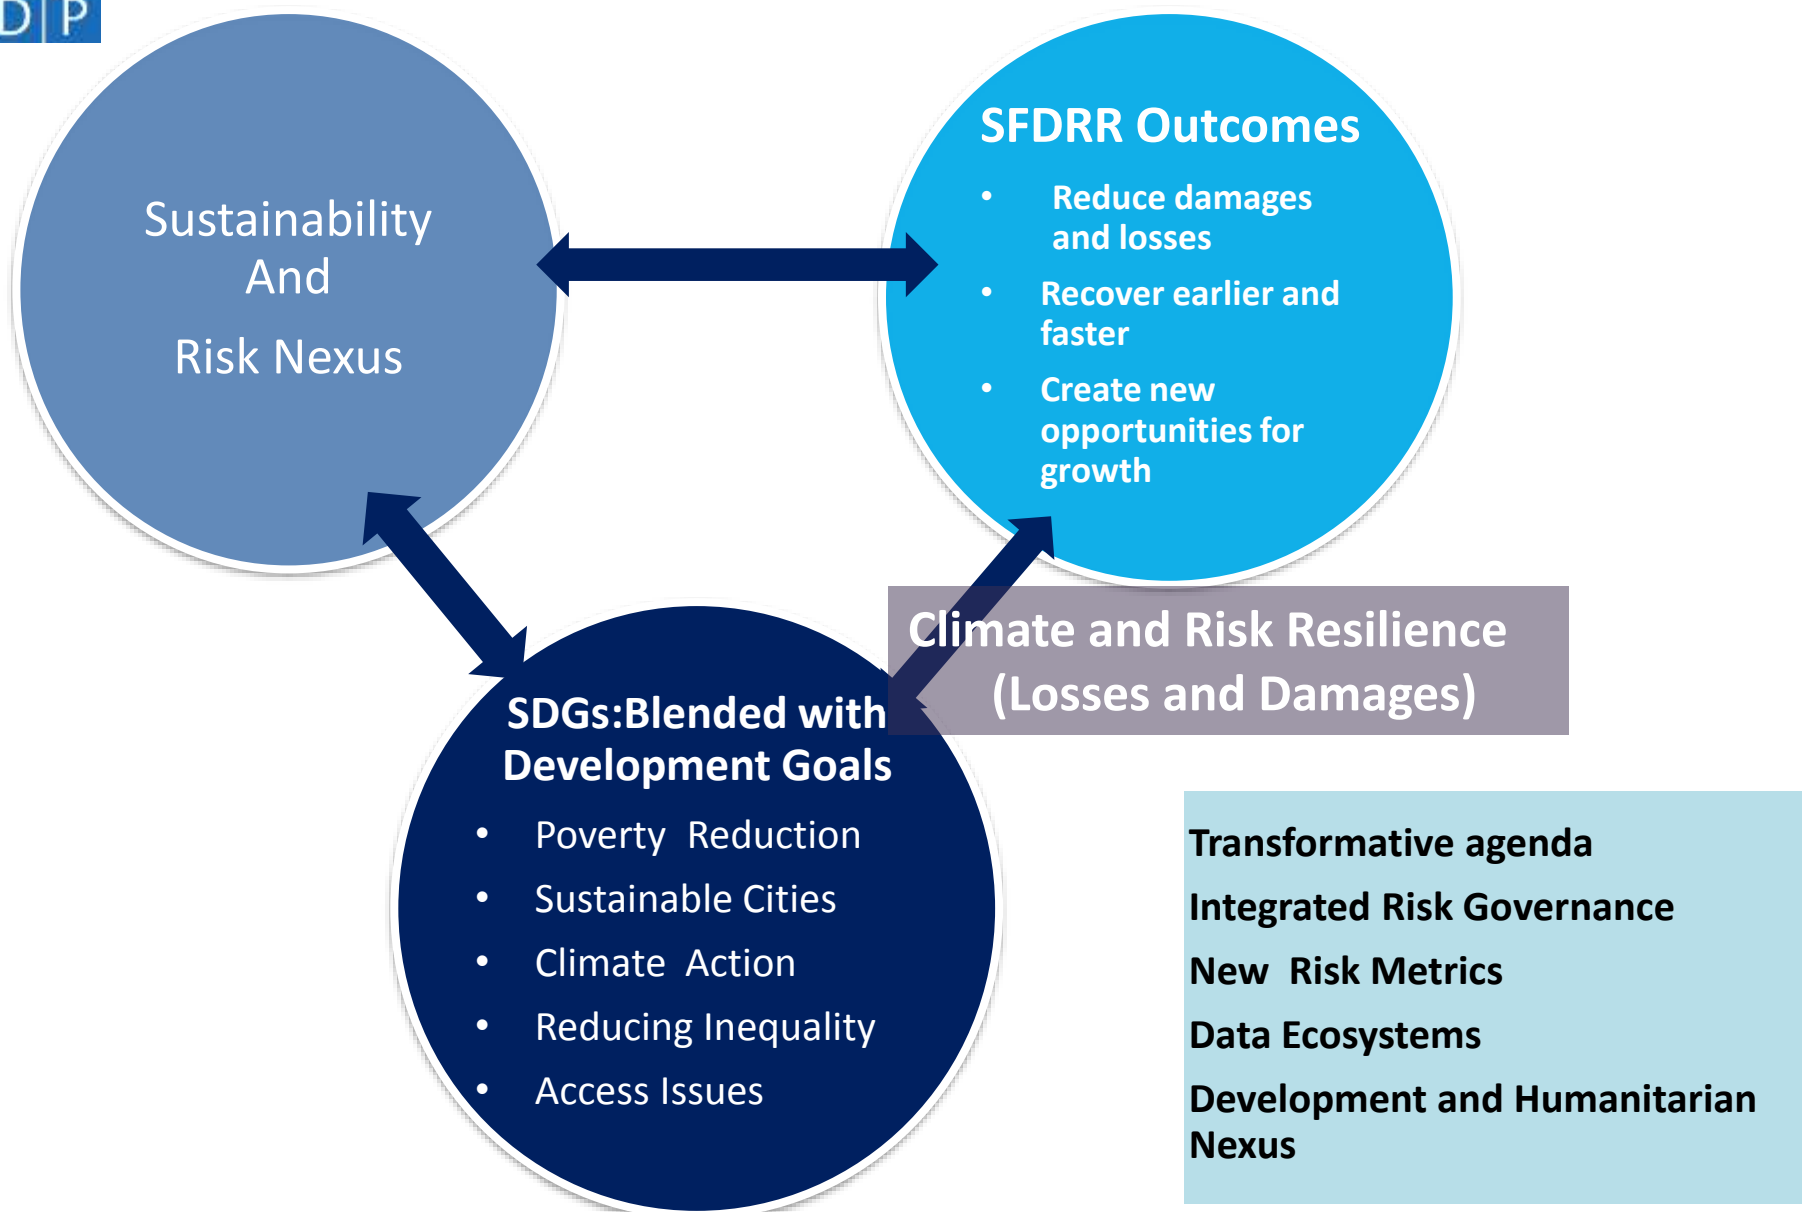 D|P
Sustainability
And
Risk Nexus
SFDRR Outcomes
• Reduce damages
and losses
• Recover earlier and
faster
• Create new
opportunities for
growth
Climate and Risk Resilience
(Losses and Damages)
SDGs:Blended with
Development Goals
• Poverty Reduction
• Sustainable Cities
• Climate Action
• Reducing Inequality
• Access Issues
Transformative agenda
Integrated Risk Governance
New Risk Metrics
Data Ecosystems
Development and Humanitarian
Nexus